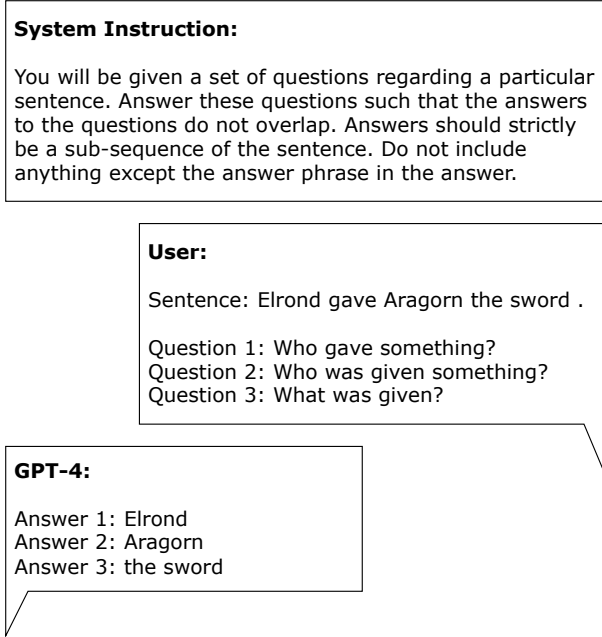 System Instruction:
You will be given a set of questions regarding a particular
sentence. Answer these questions such that the answers
to the questions do not overlap. Answers should strictly
be a sub-sequence of the sentence. Do not include
anything except the answer phrase in the answer.
User:
Sentence: Elrond gave Aragorn the sword .
Question 1: Who gave something?
Question 2: Who was given something?
Question 3: What was given?
GPT-4:
Answer 1: Elrond
Answer 2: Aragorn
Answer 3: the sword